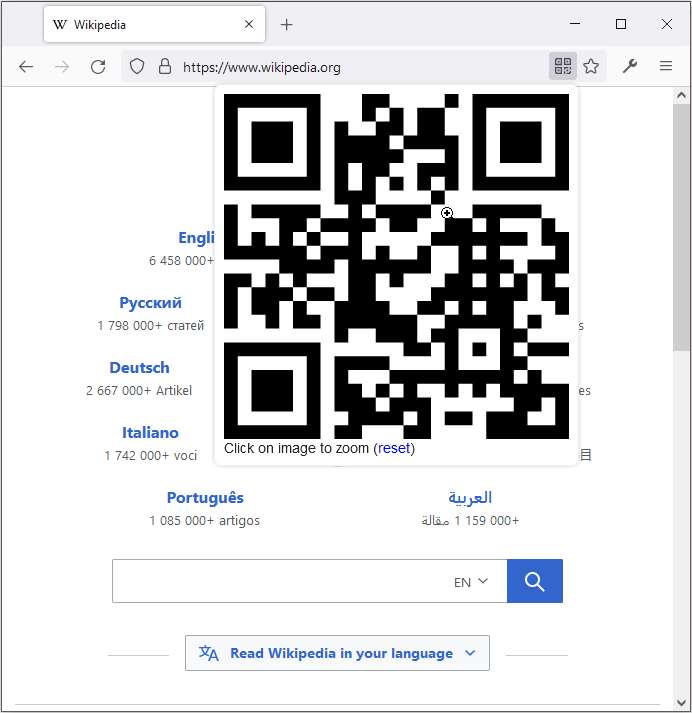 Wikipedia
https://www.wikipedia.org
Engli
6 458 000+
Русский
1 798 000+ статей
s
Deutsch
2 667 000+ Artikel
es
Italiano
1 742 000+ voci
目
Click on image to zoom (reset)
Português
1 085 000+ artigos
العربية
1 159 000+ مقالة
EN
Read Wikipedia in your language